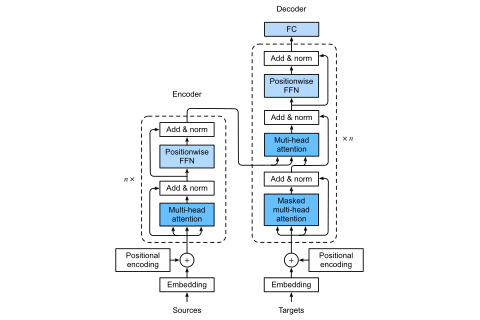 Decoder
FC
Add & norm
Positionwise
FFN
Encoder
Add & norm
Add & norm
Positionwise
FFN
Muti-head
attention
× n
n ×
Add & norm
Add & norm
Multi-head
attention
Masked
multi-head
attention
Positional
encoding
+
+
Positional
encoding
Embedding
Embedding
Sources
Targets